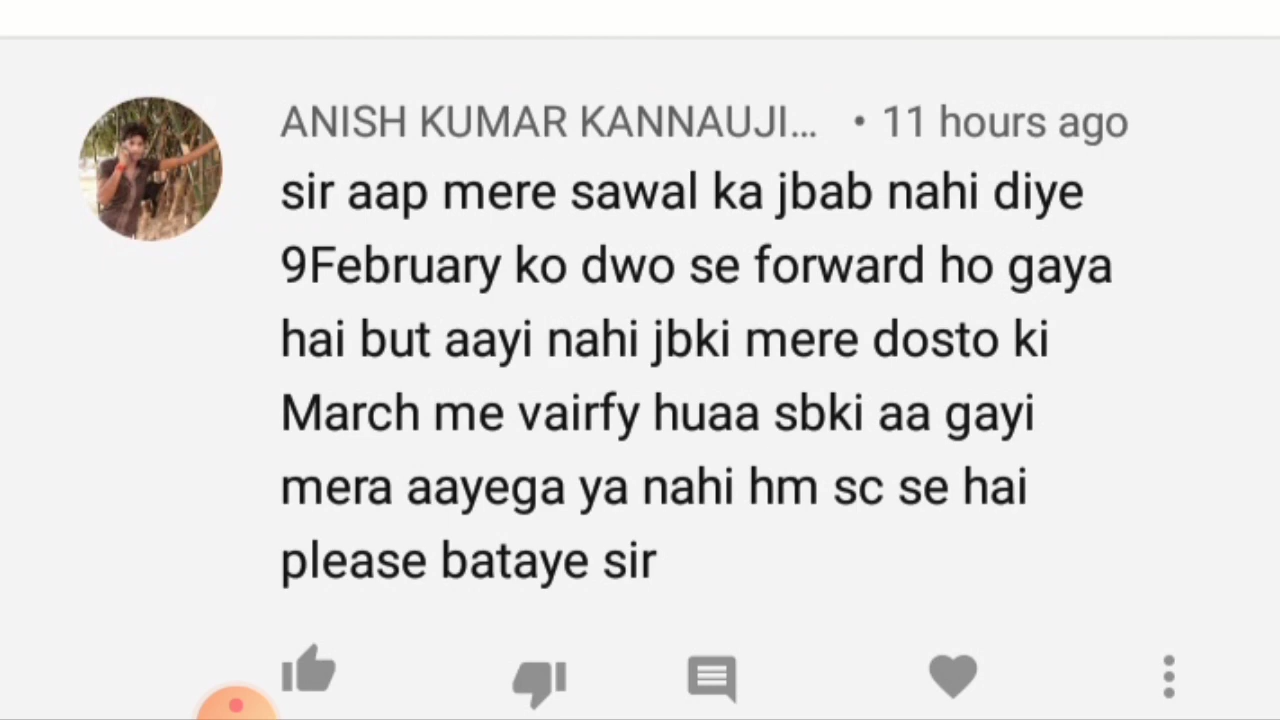 ANISH KUMAR KANNAUJI... • 11 hours ago
sir aap mere sawal ka jbab nahi diye
9February ko dwo se forward ho gaya
hai but aayi nahi jbki mere dosto ki
March me vairfy huaa sbki aa gayi
mera aayega ya nahi hm sc se hai
please bataye sir